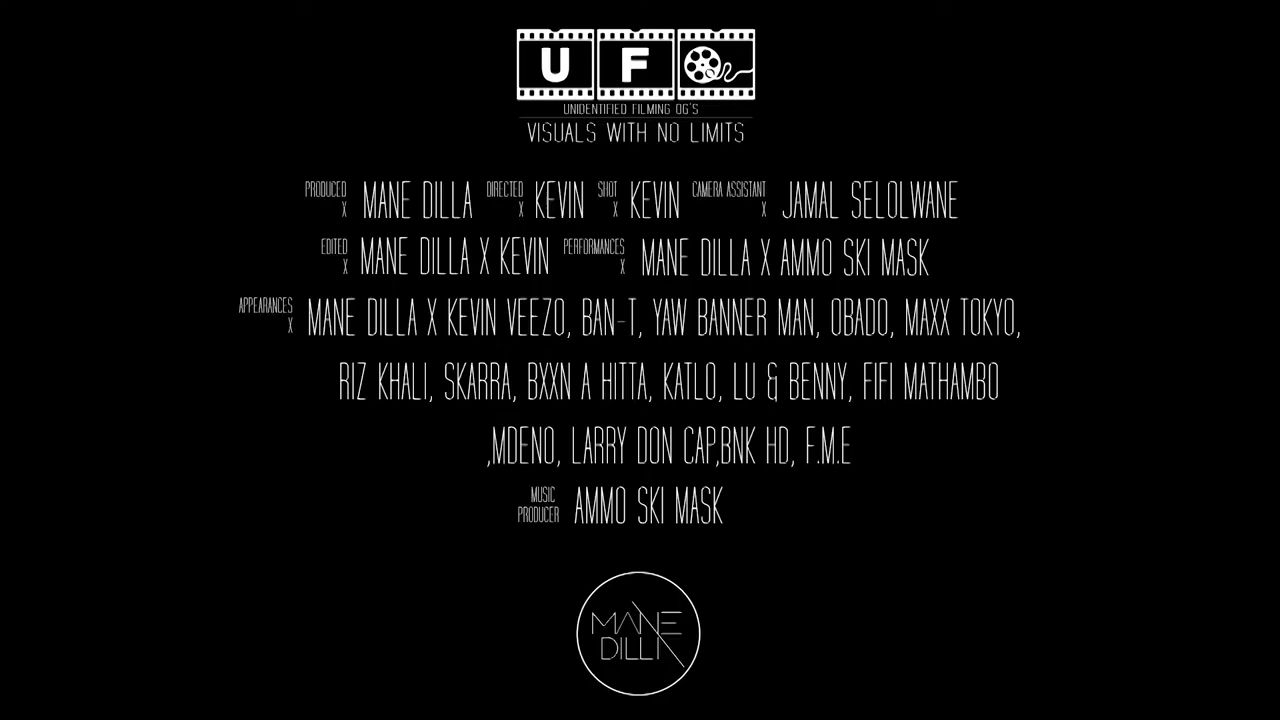 U F
UNIDENTIFIED FILMING OG'S
VISUALS WITH NO LIMITS
PRODUCED X MANE DILLA DIRECTED X KEVIN SHOT X KEVIN CAMERA ASSISTANT X JAMAL SELOLWANE
EDITED X MANE DILLA X KEVIN PERFORMANCES X MANE DILLA X AMMO SKI MASK
APPEARANCES X MANE DILLA X KEVIN VEEZO, BAN-T, YAW BANNER MAN, OBADO, MAXX TOKYO,
RIZ KHALI, SKARRA, BXXN A HITTA, KATLO, LU & BENNY, FIFI MATHAMBO
,MDENO, LARRY DON CAP,BNK HD, F.M.E
MUSIC PRODUCER AMMO SKI MASK
MANE
DILLA